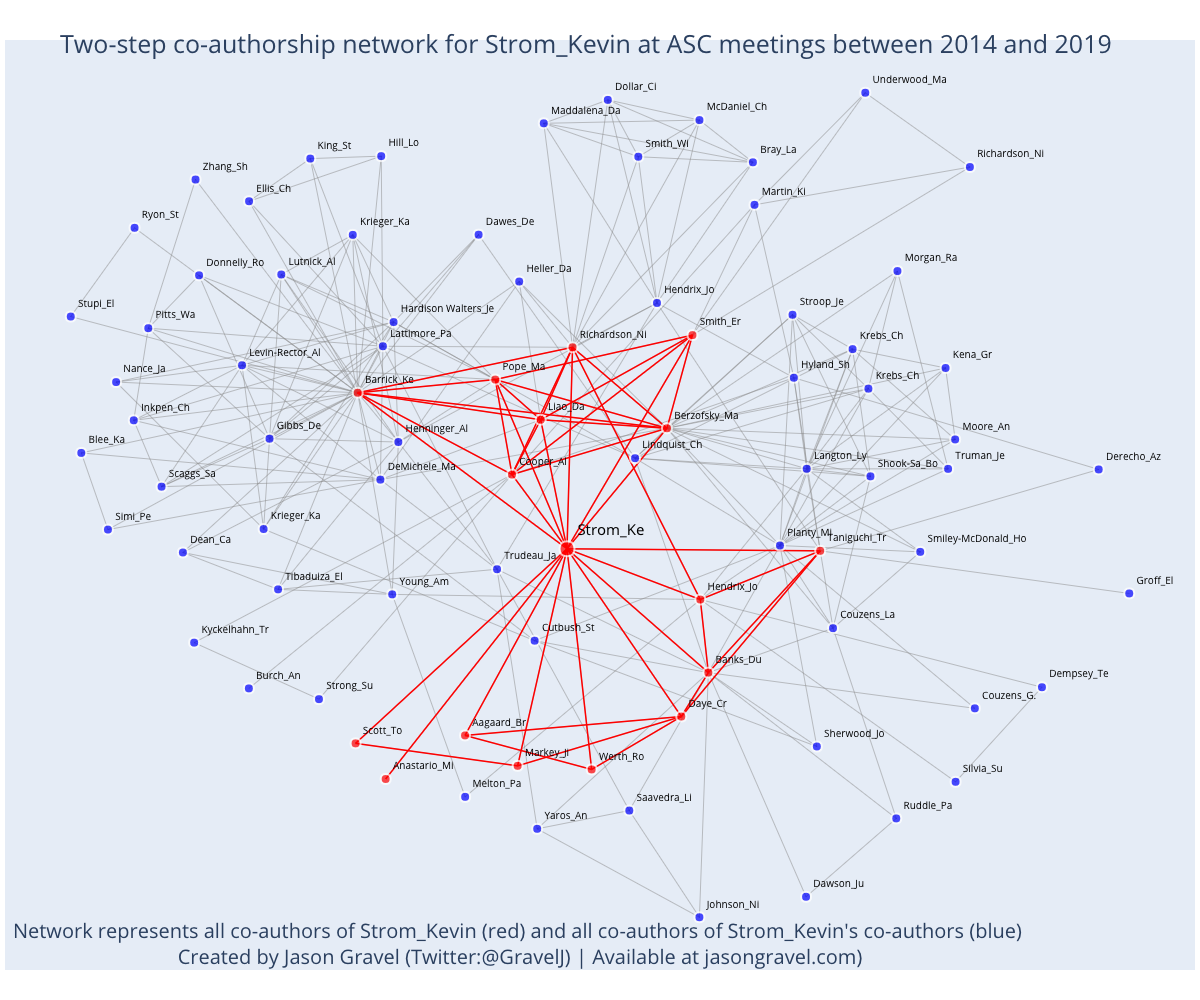 Two-step co-authorship network for Strom_Kevin at ASC meetings between 2014 and 2019
Underwood_Ma
Dollar_Ci
Maddalena_Da
McDaniel_Ch
Smith_Wi
Bray_La
King_St
Hill_Lo
Richardson_Ni
Zhang_Sh
Ellis_Ch
Martin_Ki
Ryon_St
Krieger_Ka
Dawes_De
Donnelly_Ro
Lutnick_Al
Heller_Da
Morgan_Ra
Hendrix_Jo
Stupi_El
Pitts_Wa
Hardison Walters_Je
Stroop_Je
Smith_Er
Lattimore_Pa
Richardson_Ni
Krebs_Ch
Levin-Rector_Al
Kena_Gr
Nance_Ja
Barrick_Ke
Pope_Ma
Hyland_Sh
Krebs_Ch
Inkpen_Ch
Liao_Da
Berzofsky_Ma
Gibbs_De
Henninger_Al
Moore_An
Blee_Ka
Lindquist_Ch
DeMichele_Ma
Cooper_Al
Langton_Ly
Shook-Sa_Bo
Truman_Je
Derecho_Az
Scaggs_Sa
Simi_Pe
Krieger_Ka
Strom_Ke
Dean_Ca
Planty_Mi
Taniguchi_Tr
Smiley-McDonald_Ho
Trudeau_Ja
Tibaduiza_El
Young_Am
Hendrix_Jo
Groff_El
Kyckelhahn_Tr
Cutbush_St
Couzens_La
Burch_An
Strong_Su
Banks_Du
Dempsey_Te
Couzens_G.
Scott_To
Aagaard_Br
Daye_Cr
Sherwood_Jo
Anastario_Mi
Markey_Ji
Werth_Ro
Melton_Pa
Silvia_Su
Saavedra_Li
Yaros_An
Ruddle_Pa
Dawson_Ju
Johnson_Ni
Network represents all co-authors of Strom_Kevin (red) and all co-authors of Strom_Kevin's co-authors (blue)
Created by Jason Gravel (Twitter:@GravelJ) | Available at jasongravel.com)